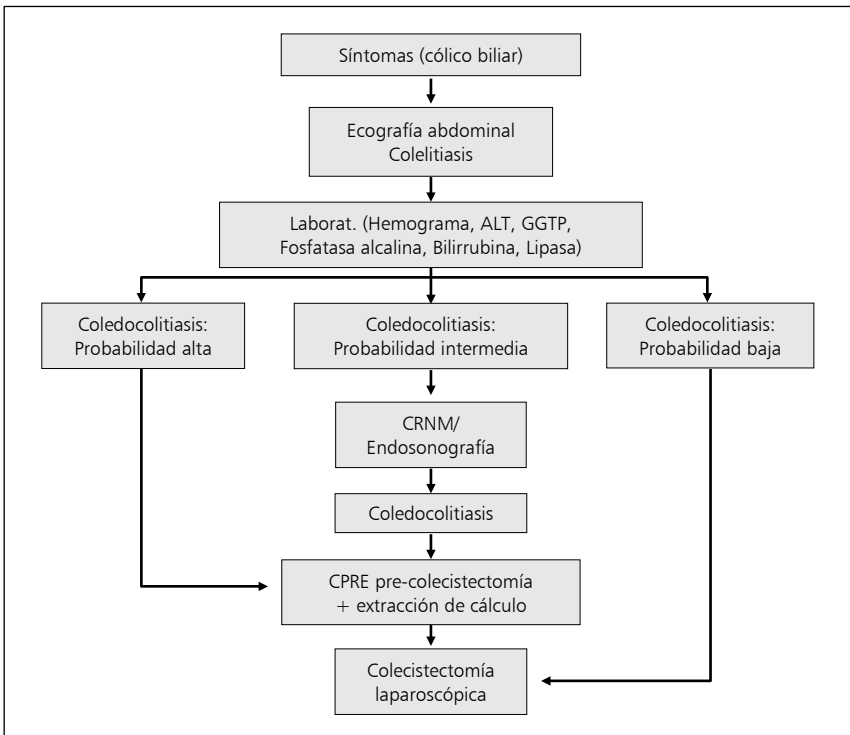 Síntomas (cólico biliar)
Ecografía abdominal
Colelitiasis
Laborat. (Hemograma, ALT, GGTP,
Fosfatasa alcalina, Bilirrubina, Lipasa)
Coledocolitiasis:
Probabilidad alta
Coledocolitiasis:
Probabilidad intermedia
Coledocolitiasis:
Probabilidad baja
CRNM/
Endosonografía
Coledocolitiasis
CPRE pre-colecistectomía
+ extracción de cálculo
Colecistectomía
laparoscópica